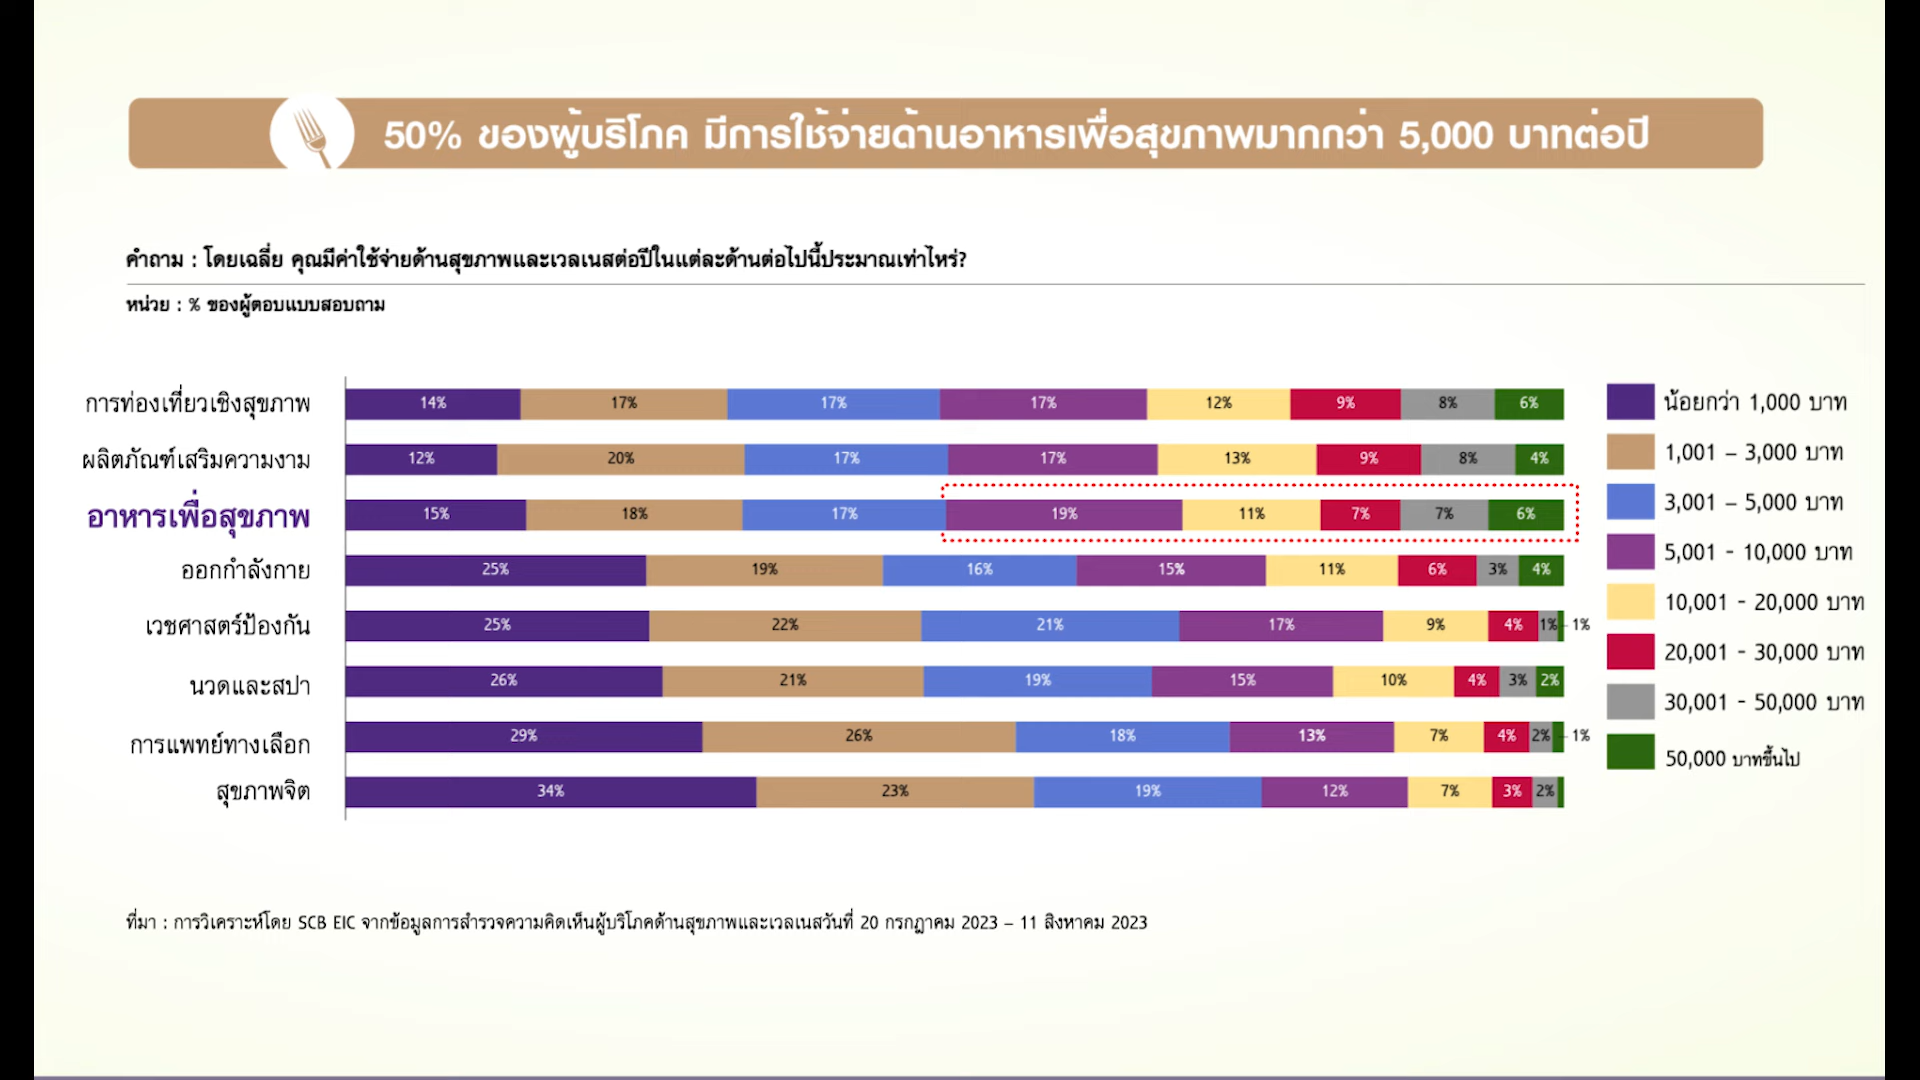 50% ของผู้บริโภค มีการใช้จ่ายด้านอาหารเพื่อสุขภาพมากกว่า 5,000 บาทต่อปี
คำถาม : โดยเฉลี่ย คุณมีค่าใช้จ่ายด้านสุขภาพและเวลเนสต่อปีในแต่ละด้านต่อไปนี้ประมาณเท่าไหร่?
หน่วย : % ของผู้ตอบแบบสอบถาม
การท่องเที่ยวเชิงสุขภาพ 14% 17% 17% 17% 12% 9% 8% 6%
ผลิตภัณฑ์เสริมความงาม 12% 20% 17% 17% 13% 9% 8% 4%
อาหารเพื่อสุขภาพ 15% 18% 17% 19% 11% 7% 7% 6%
ออกกำลังกาย 25% 19% 16% 15% 11% 6% 3% 4%
เวชศาสตร์ป้องกัน 25% 22% 21% 17% 9% 4% 1% 1%
นวดและสปา 26% 21% 19% 15% 10% 4% 3% 2%
การแพทย์ทางเลือก 29% 26% 18% 13% 7% 4% 2% 1%
สุขภาพจิต 34% 23% 19% 12% 7% 3% 2%
น้อยกว่า 1,000 บาท
1,001 – 3,000 บาท
3,001 – 5,000 บาท
5,001 - 10,000 บาท
10,001 - 20,000 บาท
20,001 - 30,000 บาท
30,001 - 50,000 บาท
50,000 บาทขึ้นไป
ที่มา : การวิเคราะห์โดย SCB EIC จากข้อมูลการสำรวจความคิดเห็นผู้บริโภคด้านสุขภาพและเวลเนสวันที่ 20 กรกฎาคม 2023 – 11 สิงหาคม 2023